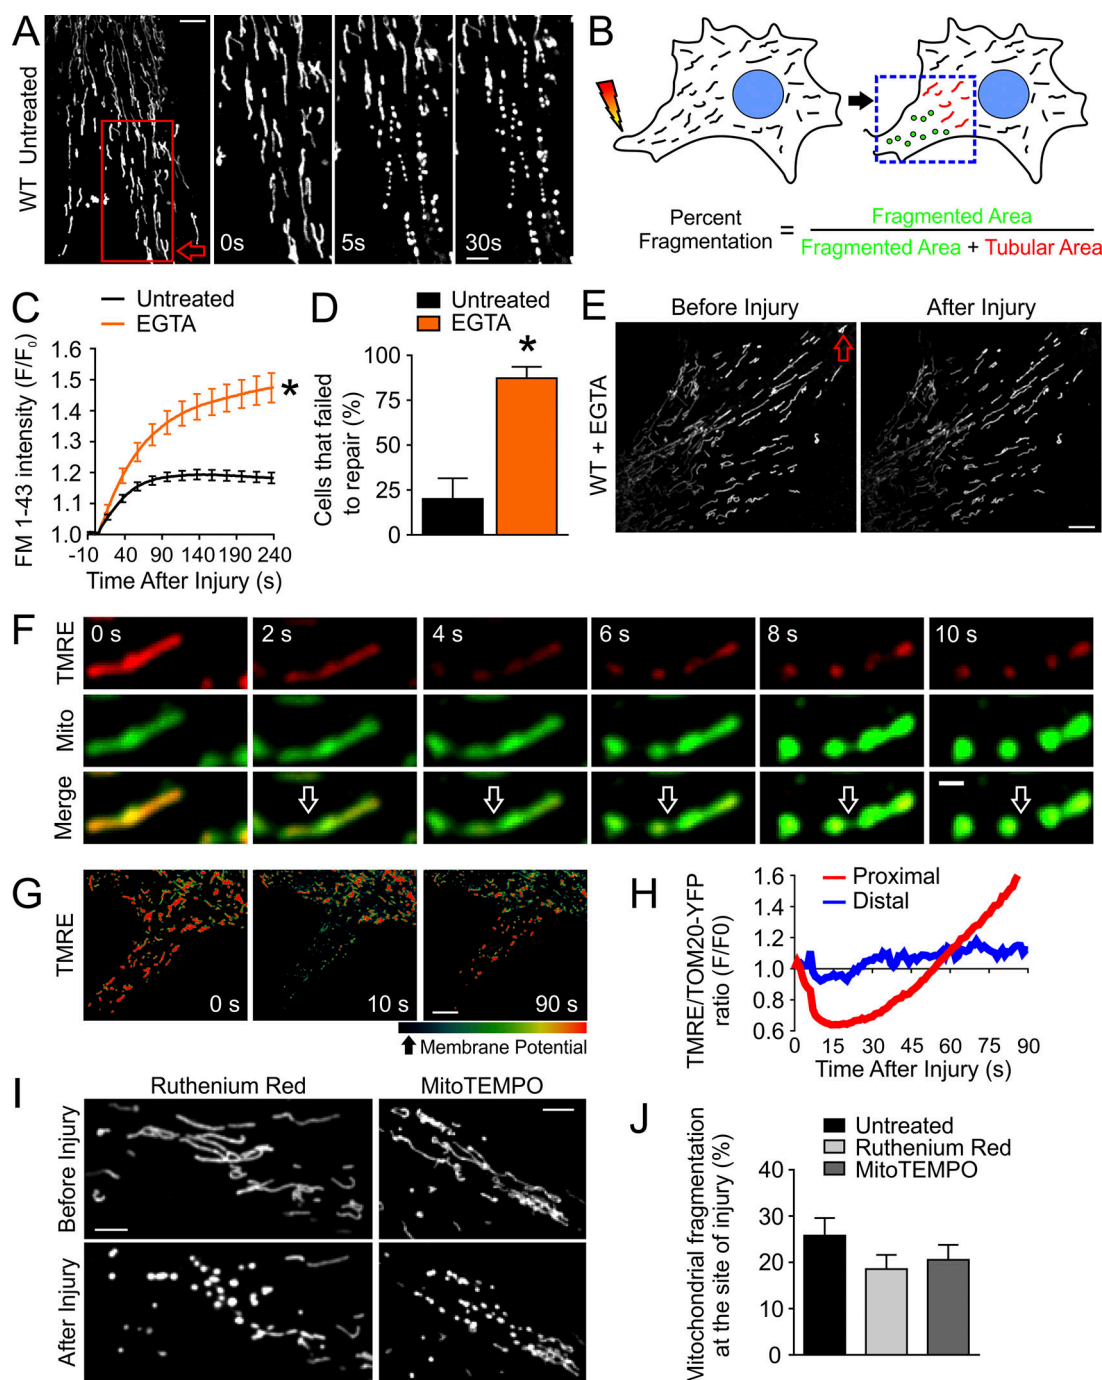 A
WT Untreated
0s
5s
30s
B
Percent
Fragmentation
=
Fragmented Area
Fragmented Area + Tubular Area
C
Untreated
EGTA
FM 1-43 intensity (F/F₀)
1.6
1.5
1.4
1.3
1.2
1.1
1.0
-10
40
90
140
190
240
Time After Injury (s)
*
D
Untreated
EGTA
Cells that failed
to repair (%)
100
75
50
25
0
*
E
Before Injury
After Injury
WT + EGTA
F
TMRE
0 s
2 s
4 s
6 s
8 s
10 s
Mito
Merge
G
TMRE
0 s
10 s
90 s
Membrane Potential
H
Proximal
Distal
TMRE/TOM20-YFP
ratio (F/F0)
1.6
1.4
1.2
1.0
0.8
0.6
0
15
30
45
60
75
90
Time After Injury (s)
I
Ruthenium Red
MitoTEMPO
Before Injury
After Injury
J
Untreated
Ruthenium Red
MitoTEMPO
Mitochondrial fragmentation
at the site of injury (%)
40
30
20
10
0